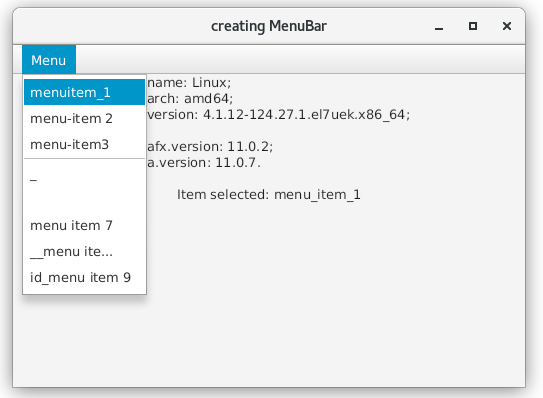 creating MenuBar
Menu
menuitem_1
menu-item 2
menu-item3
_
menu item 7
__menu ite...
id_menu item 9
name: Linux;
arch: amd64;
version: 4.1.12-124.27.1.el7uek.x86_64;
afx.version: 11.0.2;
a.version: 11.0.7.
Item selected: menu_item_1